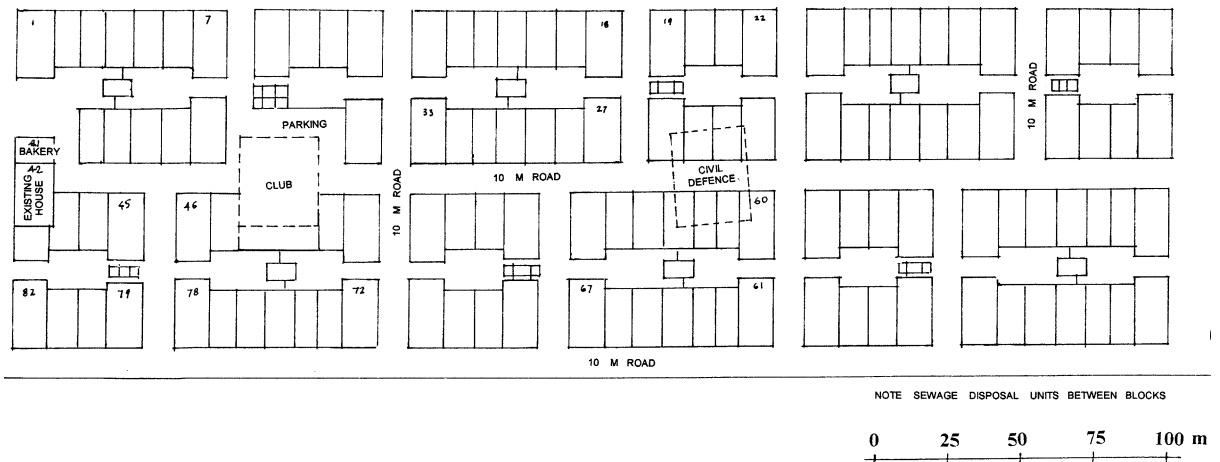 1
7
18
19
22
33
27
PARKING
41
BAKERY
42
EXISTING
HOUSE
CLUB
10 M ROAD
10 M ROAD
10 M ROAD
CIVIL
DEFENCE
45
46
60
82
79
78
72
67
61
10 M ROAD
NOTE SEWAGE DISPOSAL UNITS BETWEEN BLOCKS
0 25 50 75 100 m